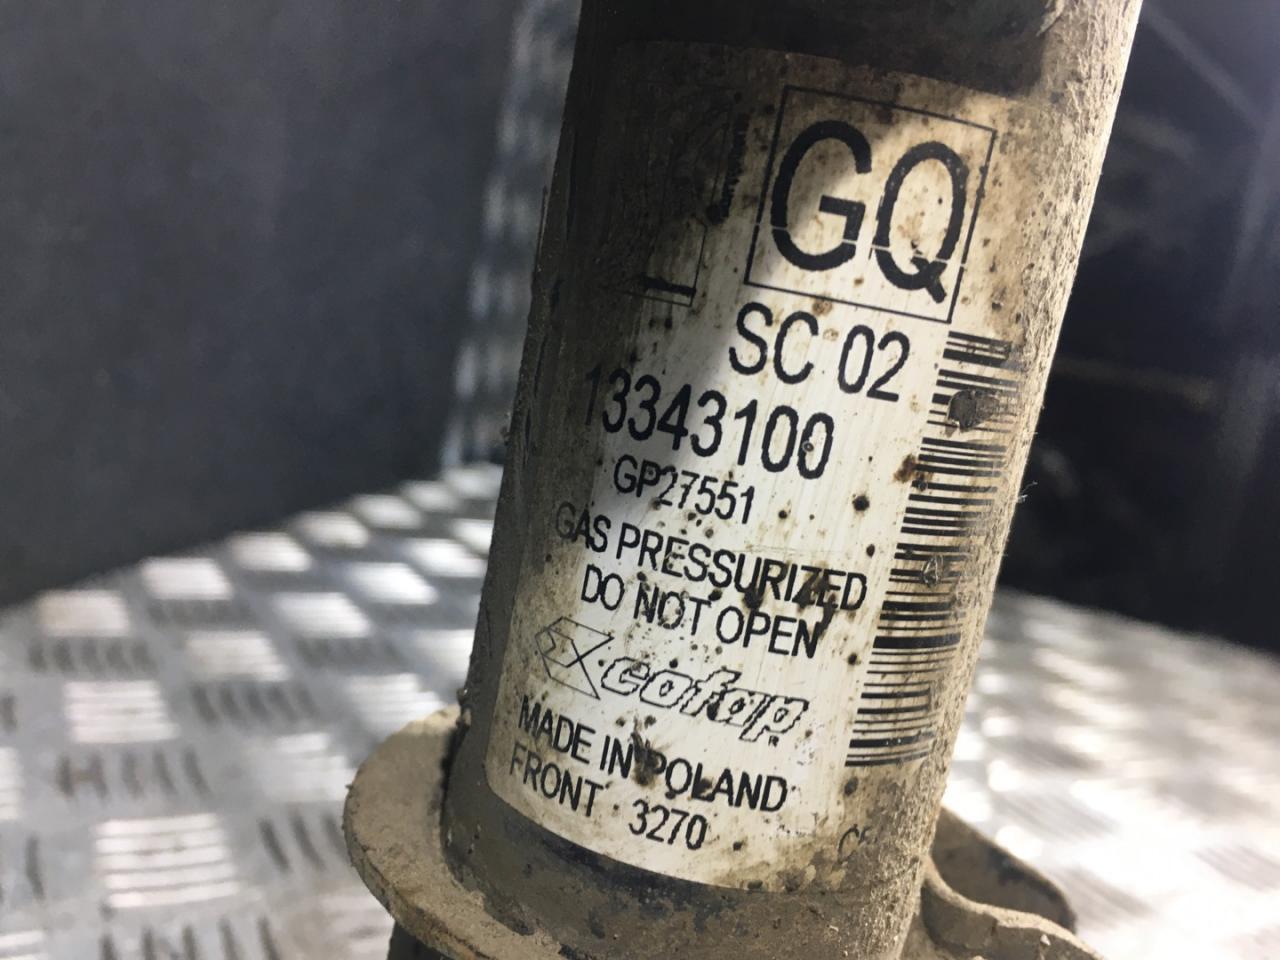 GQ
SC 02
13343100
GP27551
GAS PRESSURIZED
DO NOT OPEN
cofap
MADE IN POLAND
FRONT 3270